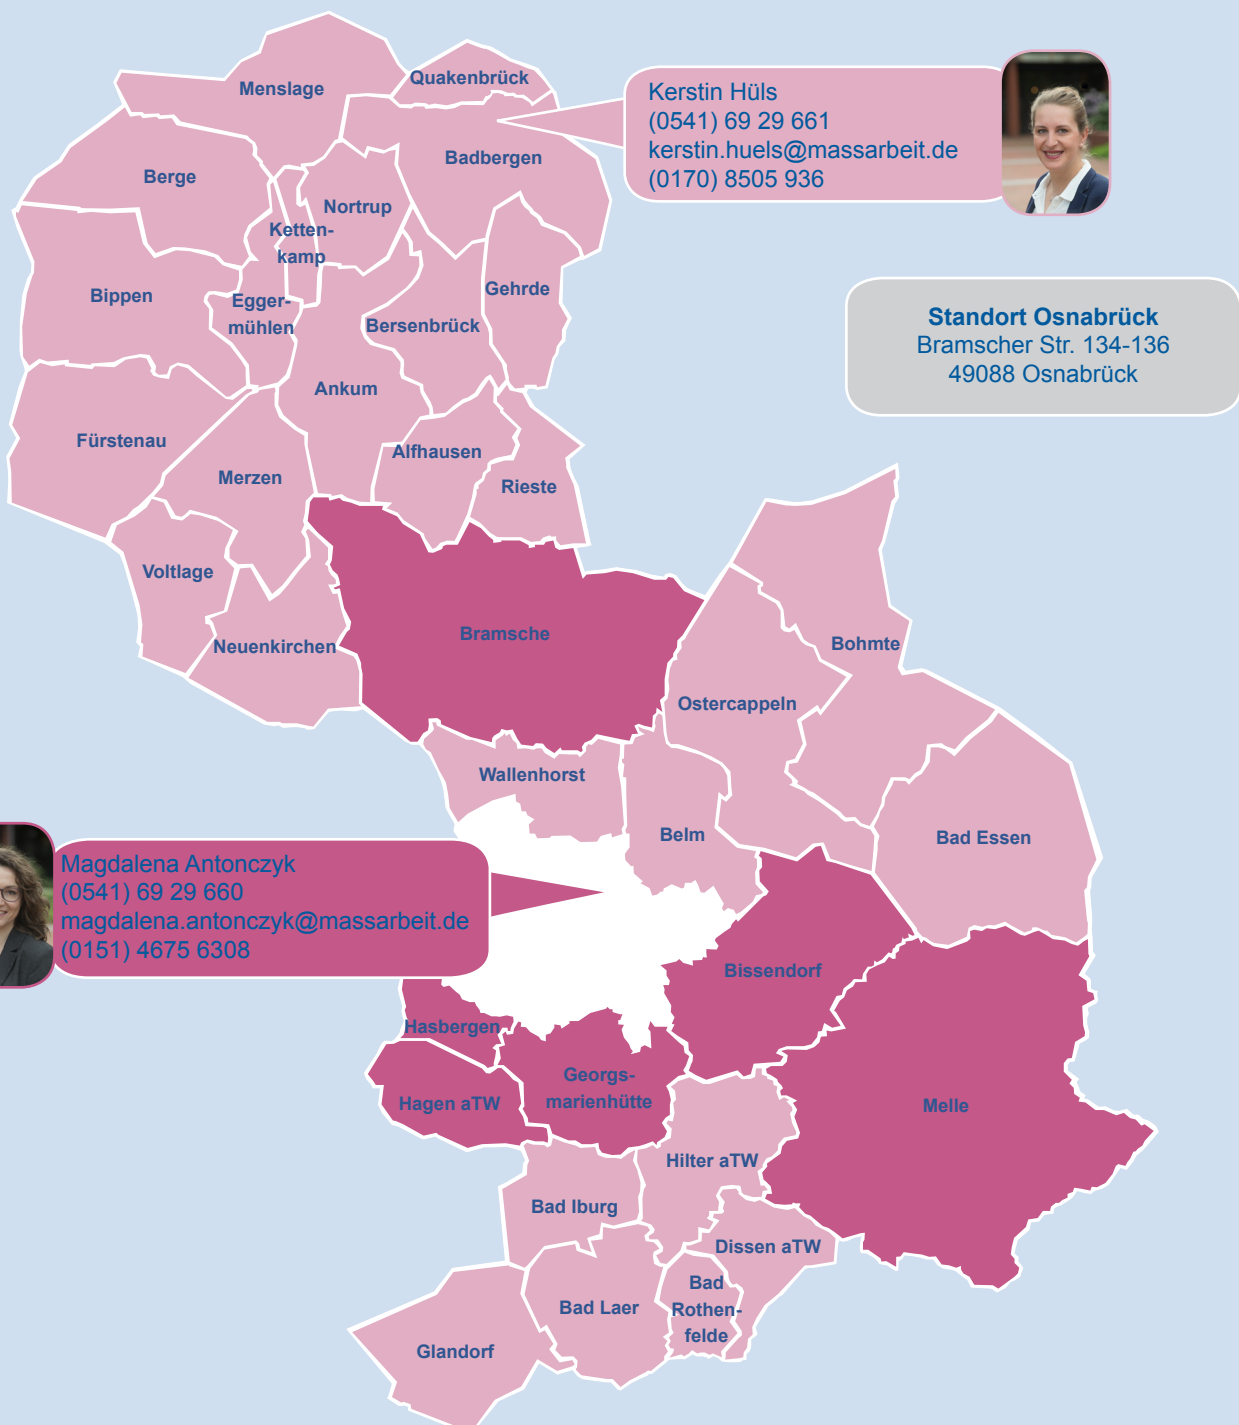 Menslage
Quakenbrück
Kerstin Hüls
(0541) 69 29 661
kerstin.huels@massarbeit.de
(0170) 8505 936
Badbergen
Berge
Nortrup
Ketten-
kamp
Bippen
Egger-
mühlen
Bersenbrück
Gehrde
Standort Osnabrück
Bramscher Str. 134-136
49088 Osnabrück
Ankum
Fürstenau
Merzen
Alfhausen
Rieste
Voltlage
Neuenkirchen
Bramsche
Bohmte
Ostercappeln
Wallenhorst
Belm
Bad Essen
Magdalena Antonczyk
(0541) 69 29 660
magdalena.antonczyk@massarbeit.de
(0151) 4675 6308
Bissendorf
Hasbergen
Georgs-
marienhütte
Hagen aTW
Melle
Hilter aTW
Bad Iburg
Dissen aTW
Bad
Rothen-
felde
Bad Laer
Glandorf